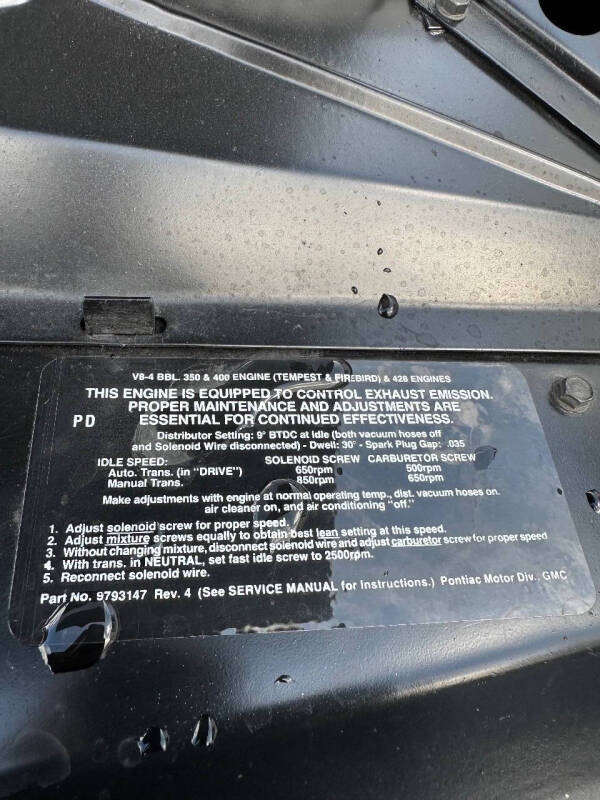 V8-4 BBL. 350 & 400 ENGINE (TEMPEST & FIREBIRD) & 428 ENGINES
THIS ENGINE IS EQUIPPED TO CONTROL EXHAUST EMISSION.
PROPER MAINTENANCE AND ADJUSTMENTS ARE
PD ESSENTIAL FOR CONTINUED EFFECTIVENESS.
Distributor Setting: 9° BTDC at Idle (both vacuum hoses off
and Solenoid Wire disconnected) - Dwell: 30° - Spark Plug Gap: .035
IDLE SPEED: SOLENOID SCREW CARBURETOR SCREW
Auto. Trans. (in "DRIVE") 650rpm 500rpm
Manual Trans. 850rpm 650rpm
Make adjustments with engine at normal operating temp., dist. vacuum hoses on.
air cleaner on, and air conditioning "off."
1. Adjust solenoid screw for proper speed.
2. Adjust mixture screws equally to obtain best lean setting at this speed.
3. Without changing mixture, disconnect solenoid wire and adjust carburetor screw for proper speed
4. With trans. in NEUTRAL, set fast idle screw to 2500rpm.
5. Reconnect solenoid wire.
Part No. 9793147 Rev. 4 (See SERVICE MANUAL for Instructions.) Pontiac Motor Div., GMC